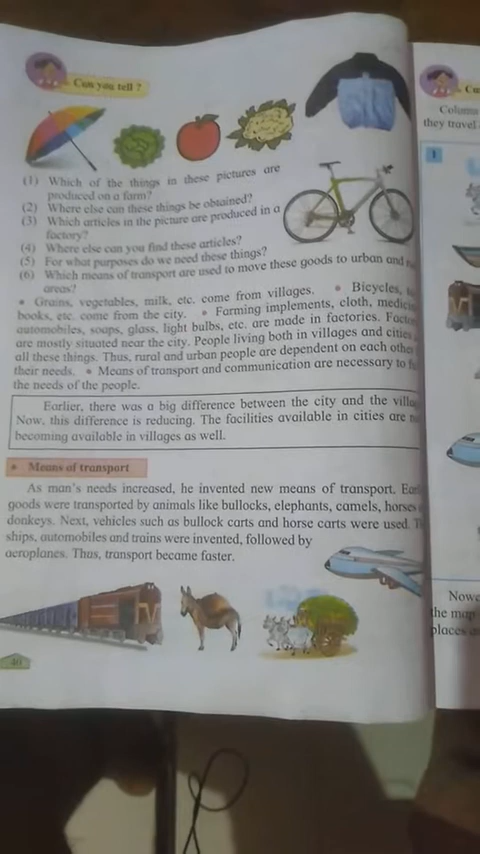 Can you tell ?
(1) Which of the things in these pictures are
produced on a farm?
(2) Where else can these things be obtained?
(3) Which articles in the picture are produced in a
factory?
(4) Where else can you find these articles?
(5) For what purposes do we need these things?
(6) Which means of transport are used to move these goods to urban and
areas?
• Grains, vegetables, milk, etc. come from villages. • Bicycles,
books, etc. come from the city. • Farming implements, cloth,
automobiles, soaps, glass, light bulbs, etc. are made in factories.
are mostly situated near the city. People living both in villages and cities
all these things. Thus, rural and urban people are dependent on each other
their needs. • Means of transport and communication are necessary to
the needs of the people.
Earlier, there was a big difference between the city and the
Now, this difference is reducing. The facilities available in cities are
becoming available in villages as well.
• Means of transport
As man's needs increased, he invented new means of transport.
goods were transported by animals like bullocks, elephants, camels, horses
donkeys. Next, vehicles such as bullock carts and horse carts were used.
ships, automobiles and trains were invented, followed by
aeroplanes. Thus, transport became faster.
40
they travel
1
the map
places